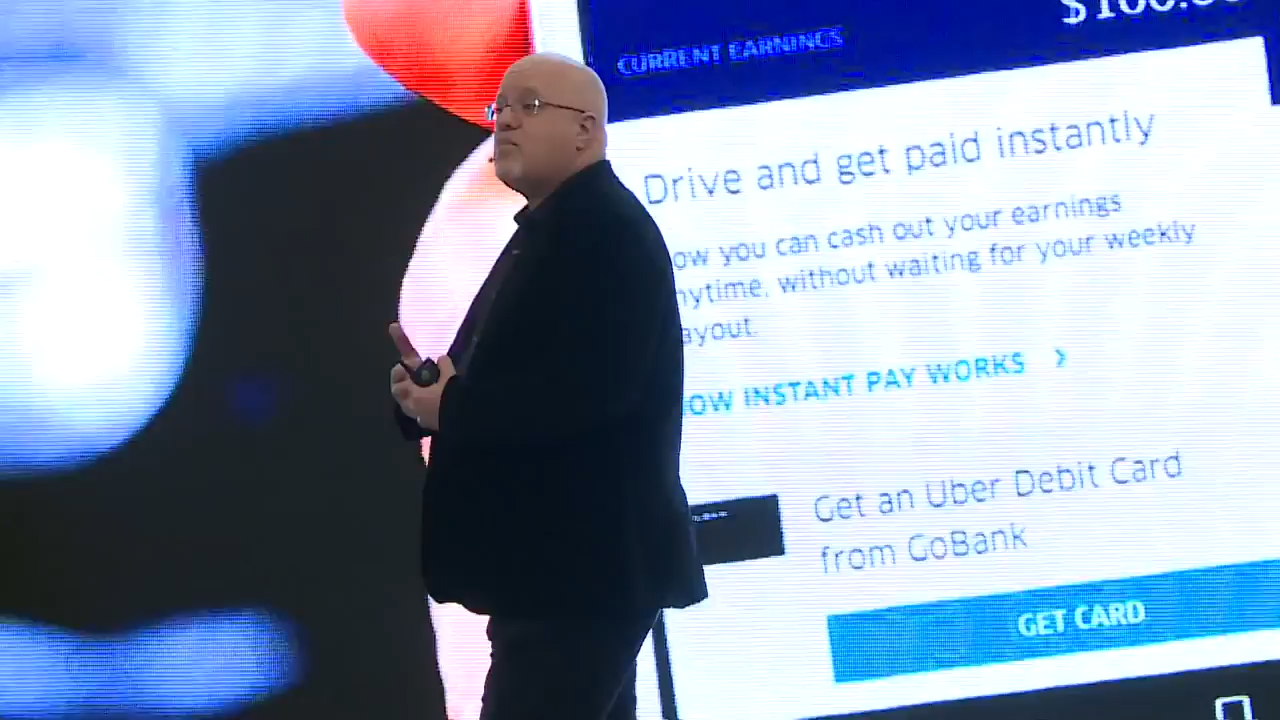 CURRENT EARNINGS
Drive and get paid instantly
ow you can cash out your earnings
nytime, without waiting for your weekly
ayout.
OW INSTANT PAY WORKS >
Get an Uber Debit Card
from GoBank
GET CARD